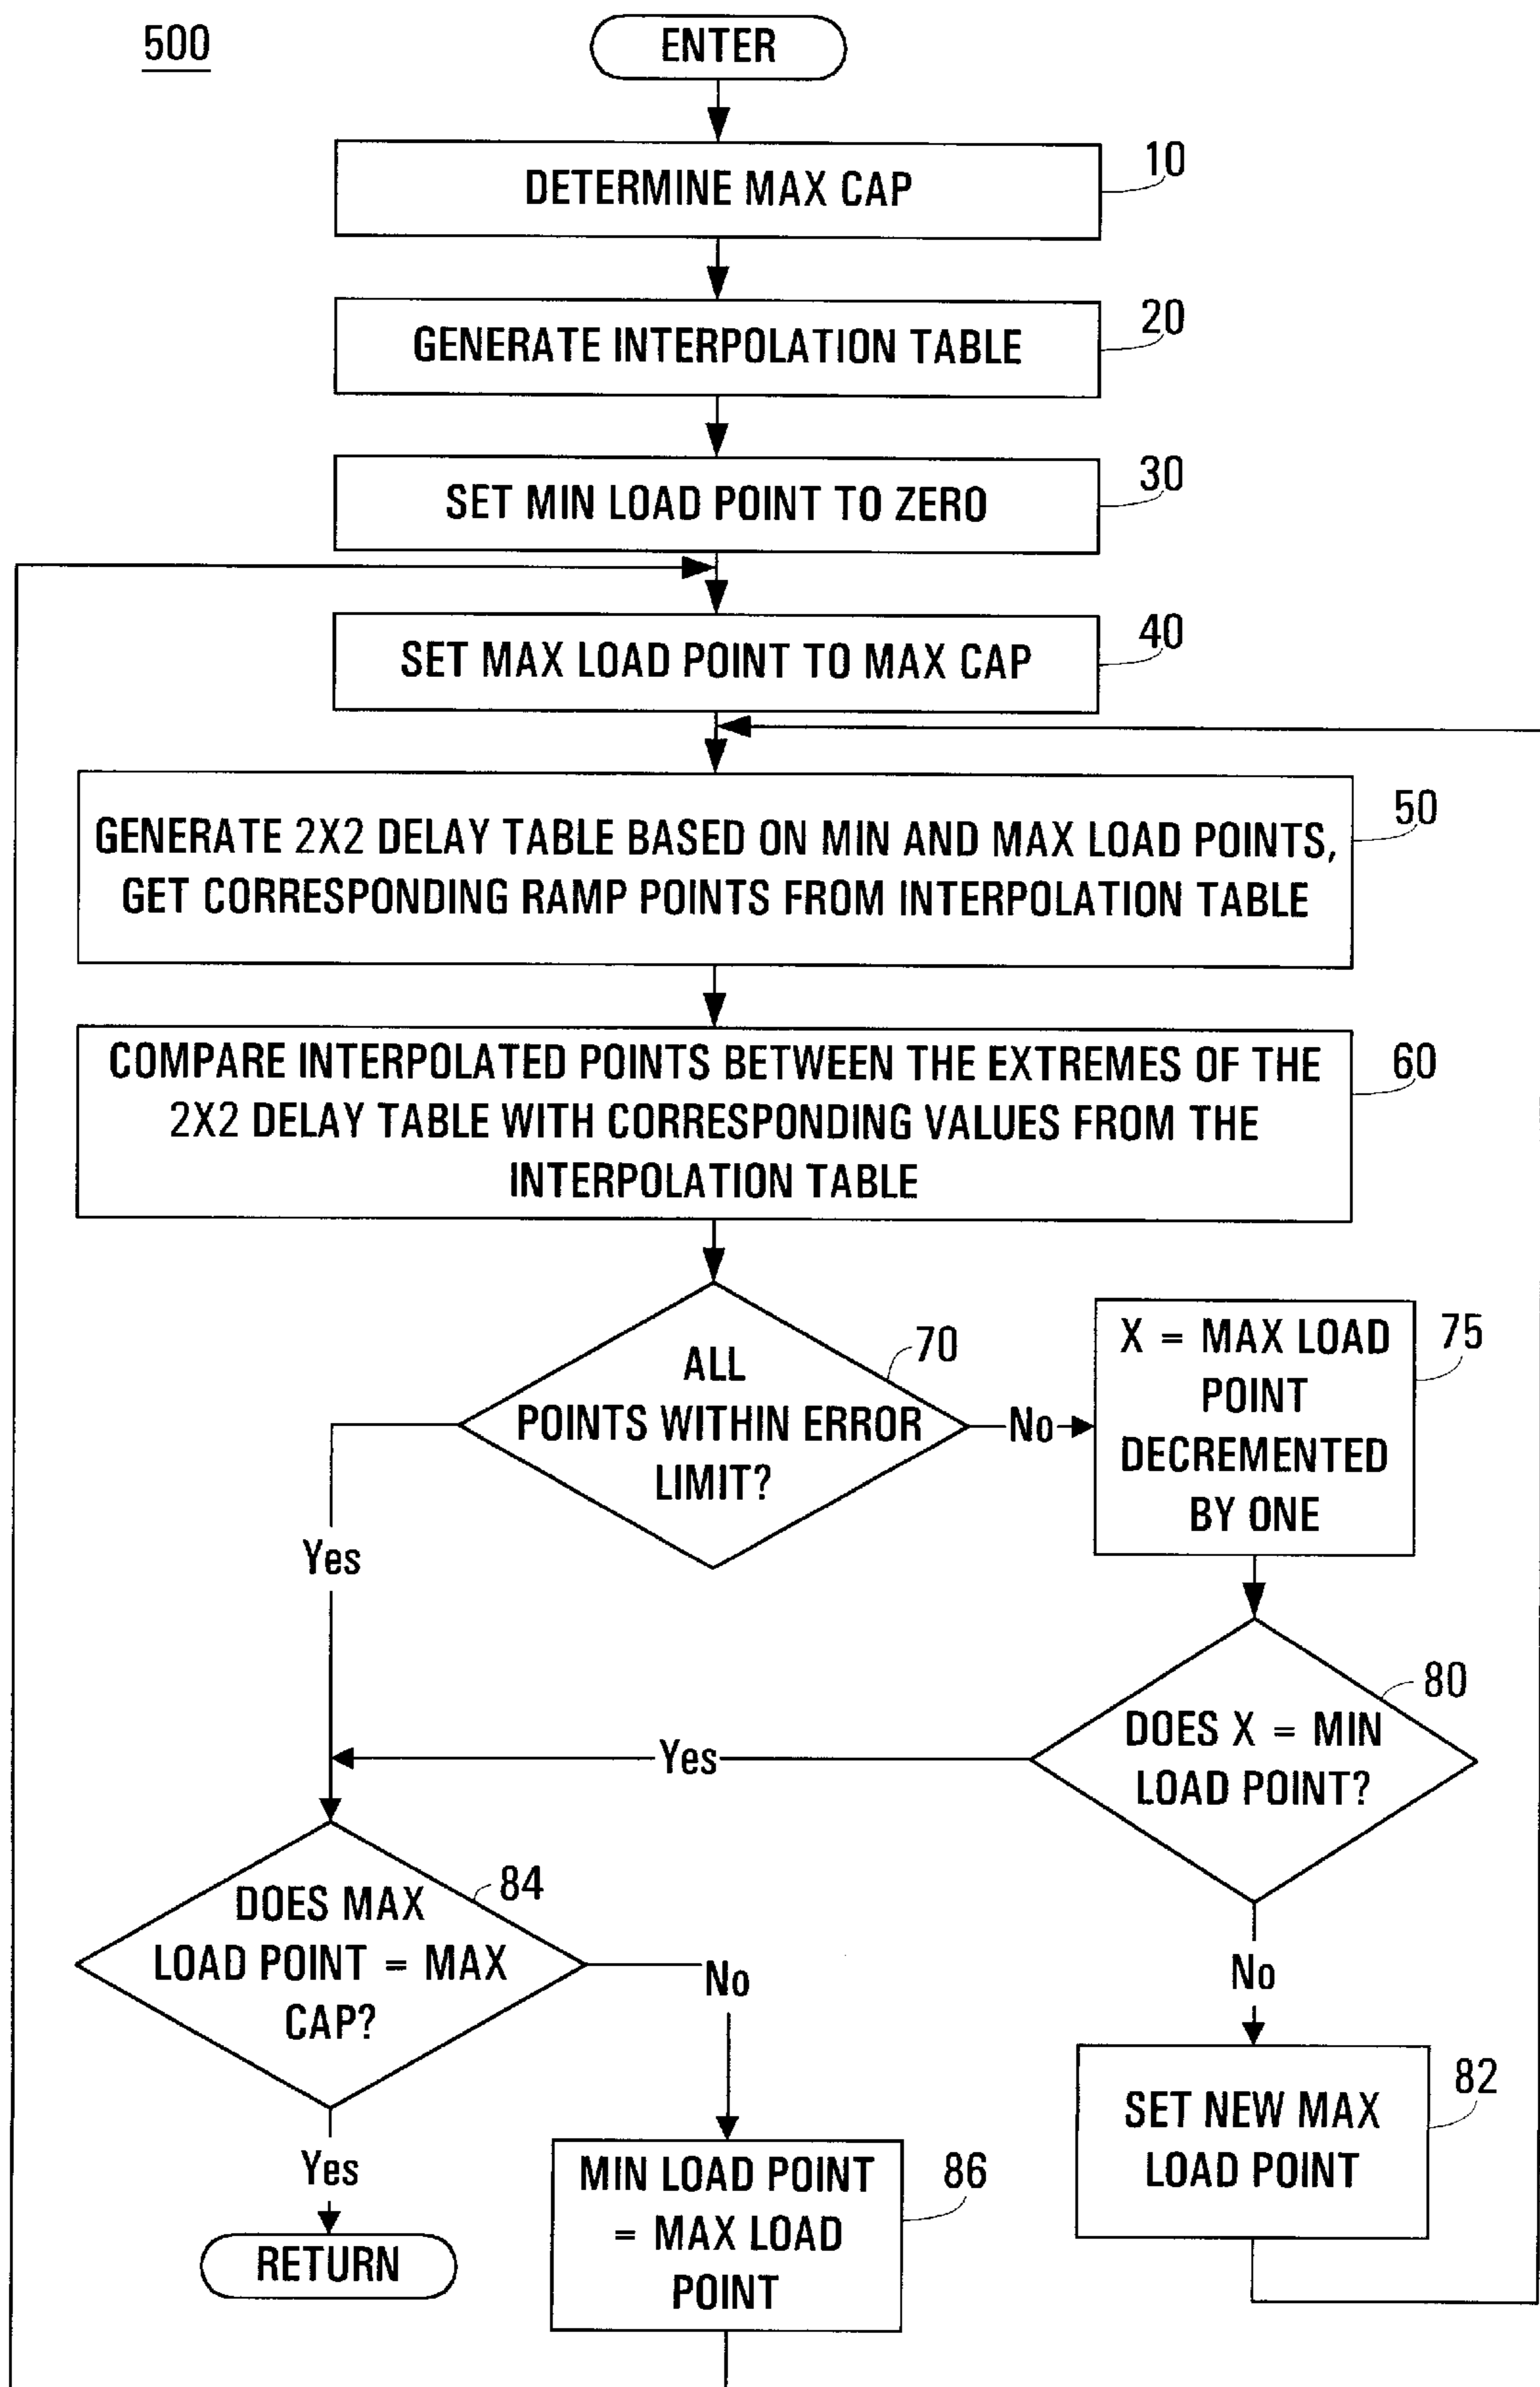 500
ENTER
10
DETERMINE MAX CAP
20
GENERATE INTERPOLATION TABLE
30
SET MIN LOAD POINT TO ZERO
40
SET MAX LOAD POINT TO MAX CAP
50
GENERATE 2X2 DELAY TABLE BASED ON MIN AND MAX LOAD POINTS,
GET CORRESPONDING RAMP POINTS FROM INTERPOLATION TABLE
60
COMPARE INTERPOLATED POINTS BETWEEN THE EXTREMES OF THE
2X2 DELAY TABLE WITH CORRESPONDING VALUES FROM THE
INTERPOLATION TABLE
70
ALL
POINTS WITHIN ERROR
LIMIT?
No
75
X = MAX LOAD
POINT
DECREMENTED
BY ONE
Yes
80
DOES X = MIN
LOAD POINT?
Yes
84
DOES MAX
LOAD POINT = MAX
CAP?
No
No
82
SET NEW MAX
LOAD POINT
Yes
RETURN
86
MIN LOAD POINT
= MAX LOAD
POINT